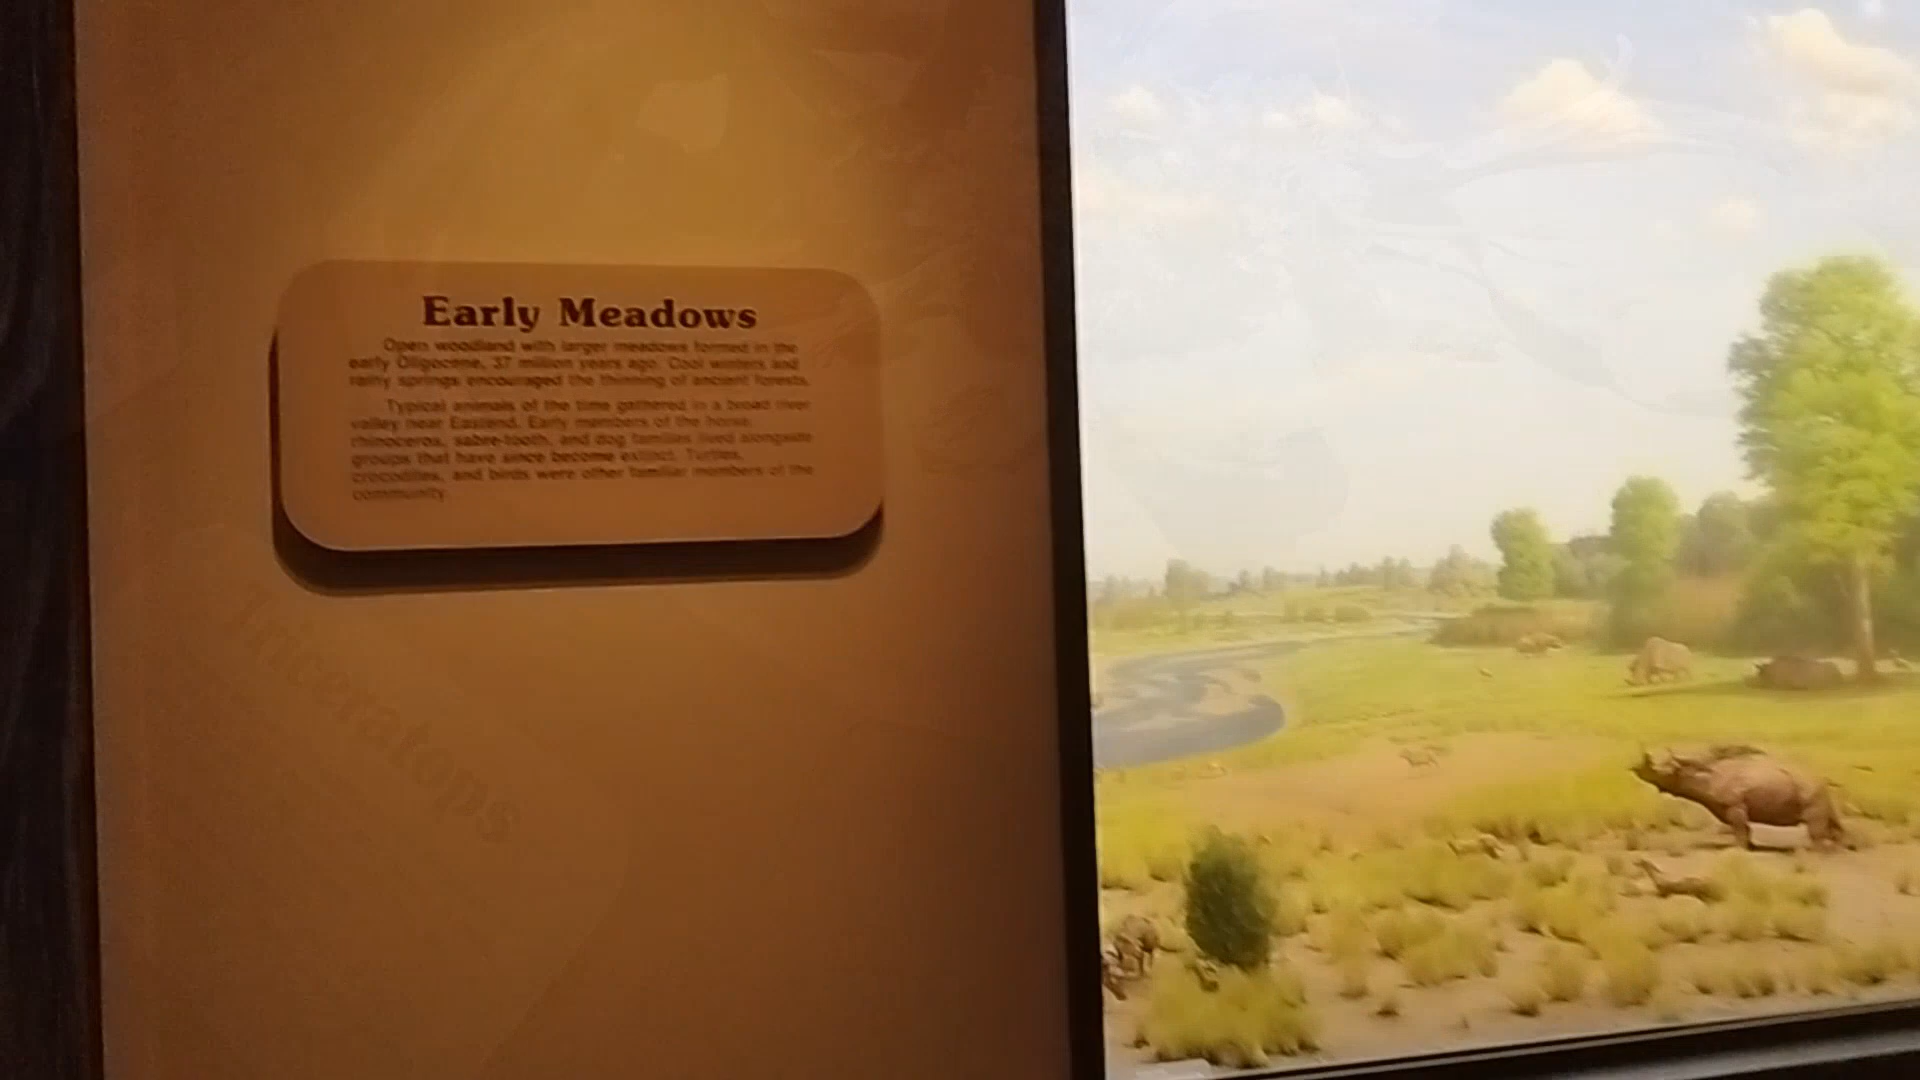 Early Meadows
Open woodland with larger meadows formed in the
early Oligocene, 37 million years ago. Cool winters and
rainy springs encouraged the thinning of ancient forests.
Typical animals of the time gathered in a broad river
valley near Eastend. Early members of the horse,
rhinoceros, sabre-tooth, and dog families lived alongside
groups that have since become extinct. Turtles,
crocodiles, and birds were other familiar members of the
community.
Triceratops